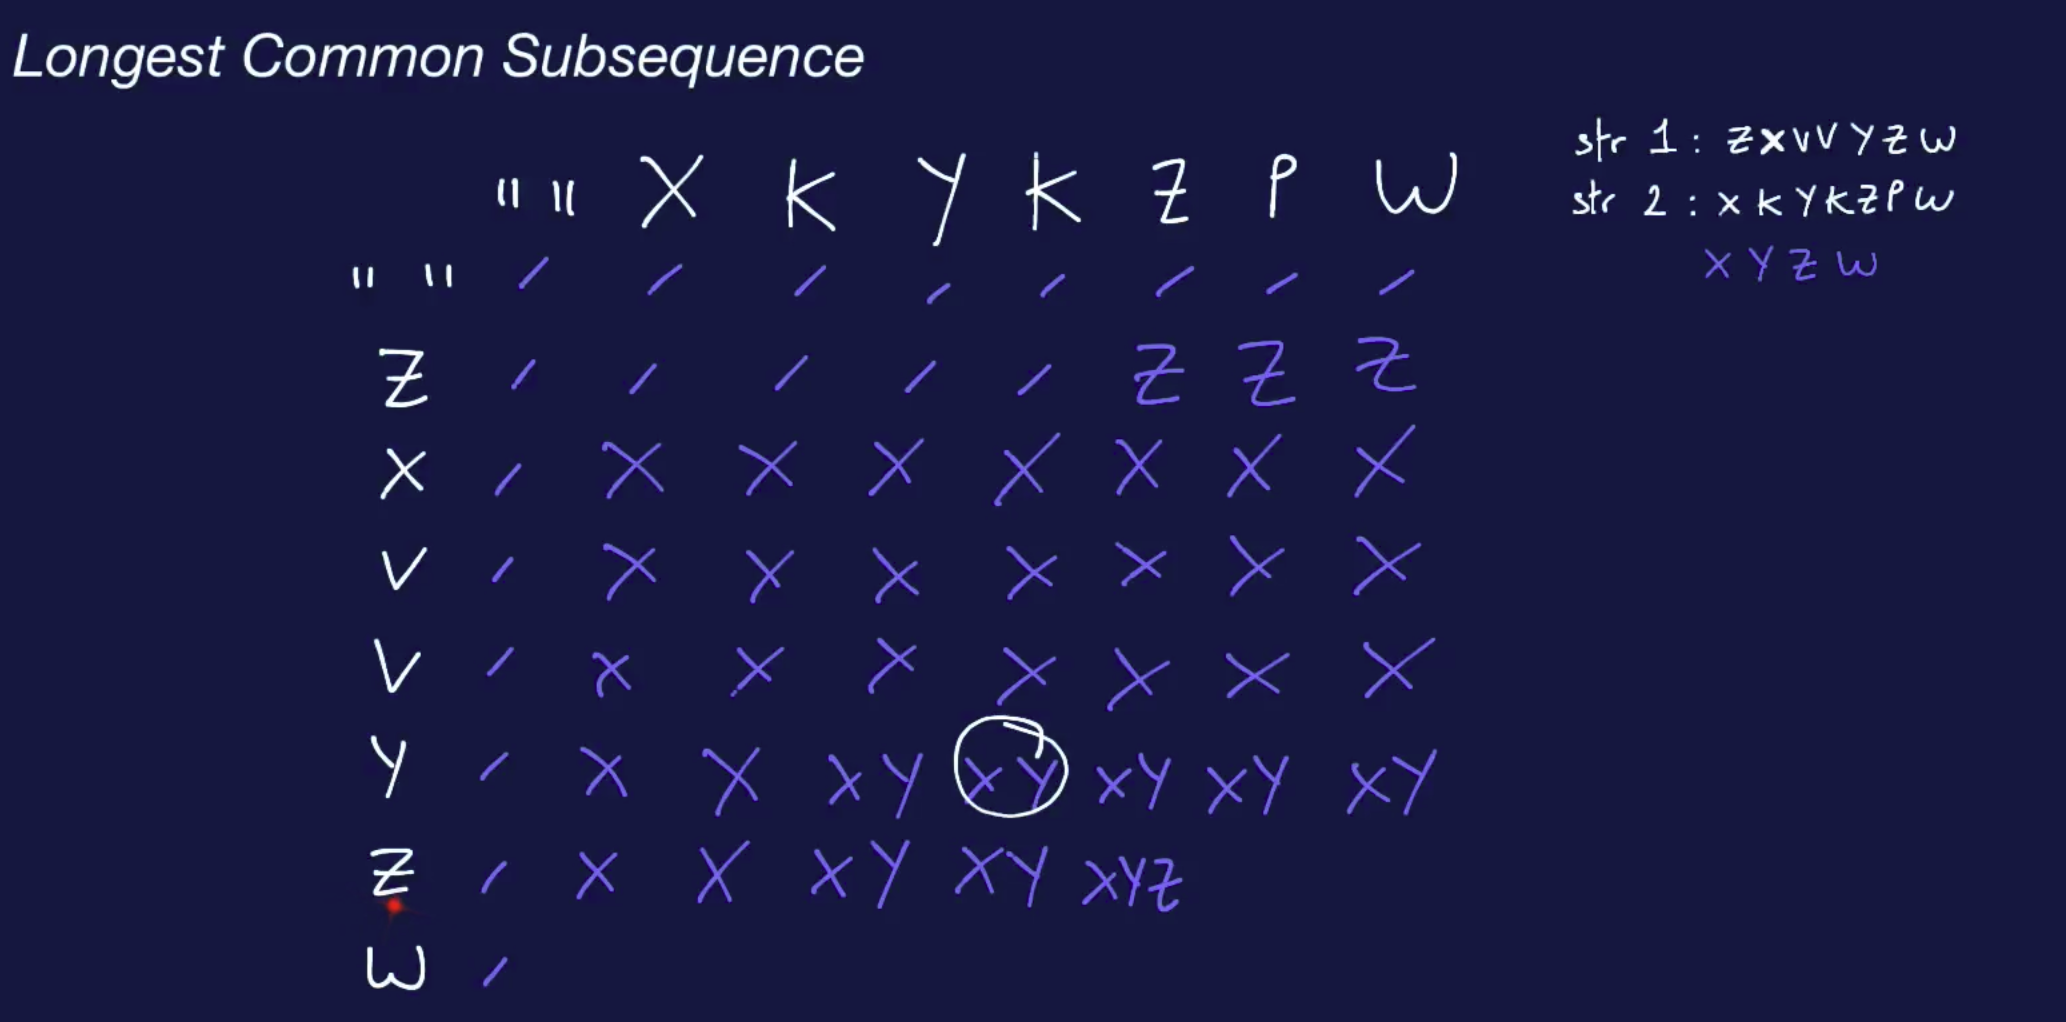 Longest Common Subsequence
str 1 : ZXVVYZW
str 2 : XKYKZPW
XYZW
" " X K Y K Z P W
" " / / / / / / / /
Z / / / / / Z Z Z
X / X X X X X X X
V / X X X X X X X
V / X X X X X X X
Y / X X XY XY XY XY XY
Z / X X XY XY XYZ
W /